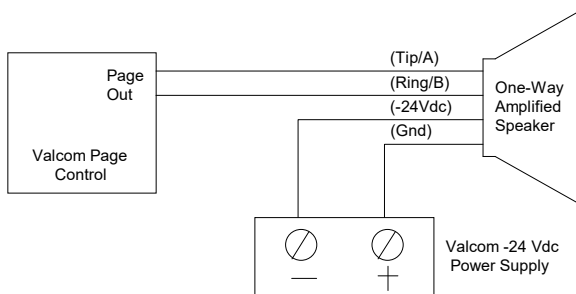 (Tip/A)
Page
Out
(Ring/B)
One-Way
Amplified
Speaker
(-24Vdc)
(Gnd)
Valcom Page
Control
Valcom -24 Vdc
Power Supply
— +